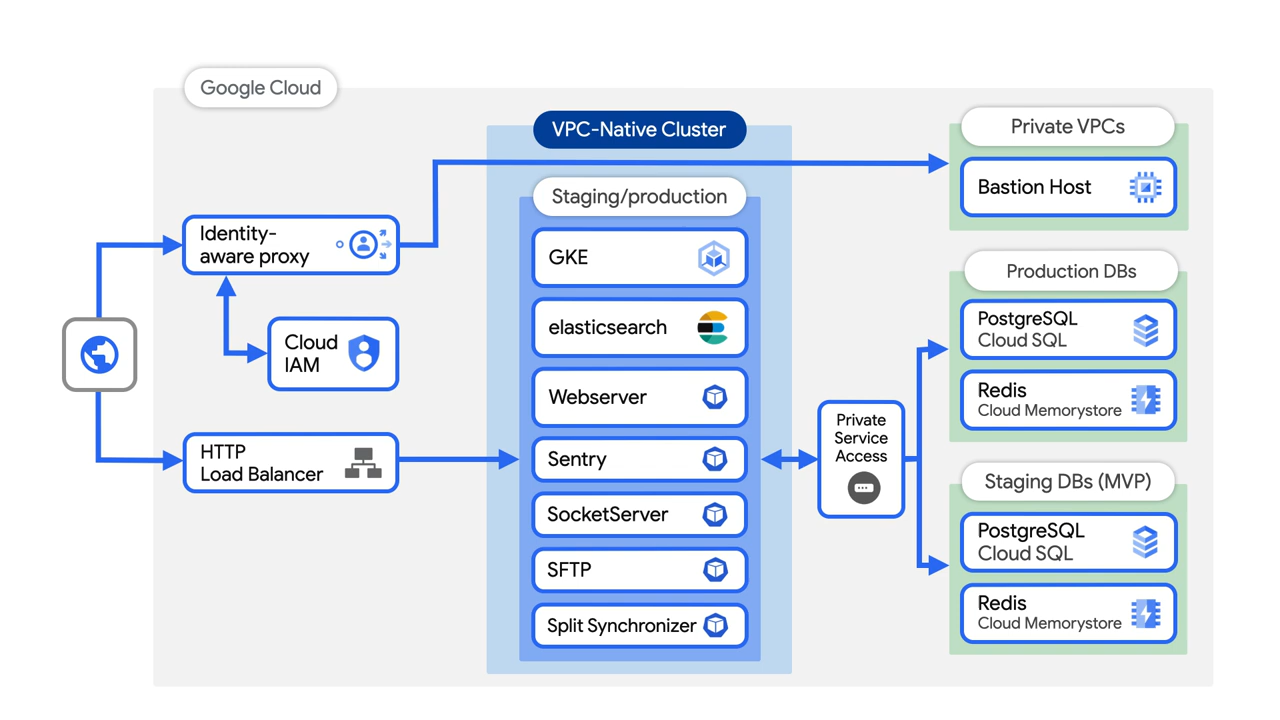 Google Cloud
VPC-Native Cluster
Private VPCs
Bastion Host
Staging/production
Identity-
aware proxy
GKE
Production DBs
elasticsearch
PostgreSQL
Cloud SQL
Cloud
IAM
Webserver
Redis
Cloud Memorystore
Private
Service
Access
HTTP
Load Balancer
Sentry
Staging DBs (MVP)
SocketServer
PostgreSQL
Cloud SQL
SFTP
Redis
Cloud Memorystore
Split Synchronizer